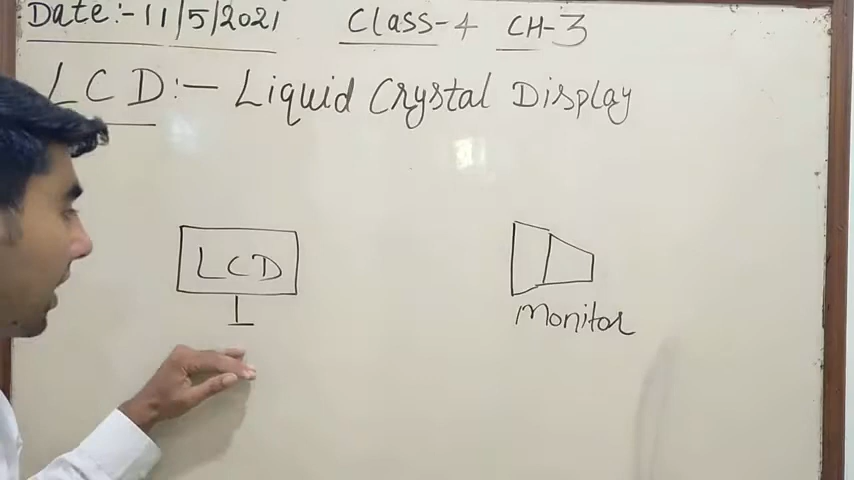 Date:- 11/5/2021 Class-4 CH-3
LCD:- Liquid Crystal Display
LCD
Monitor